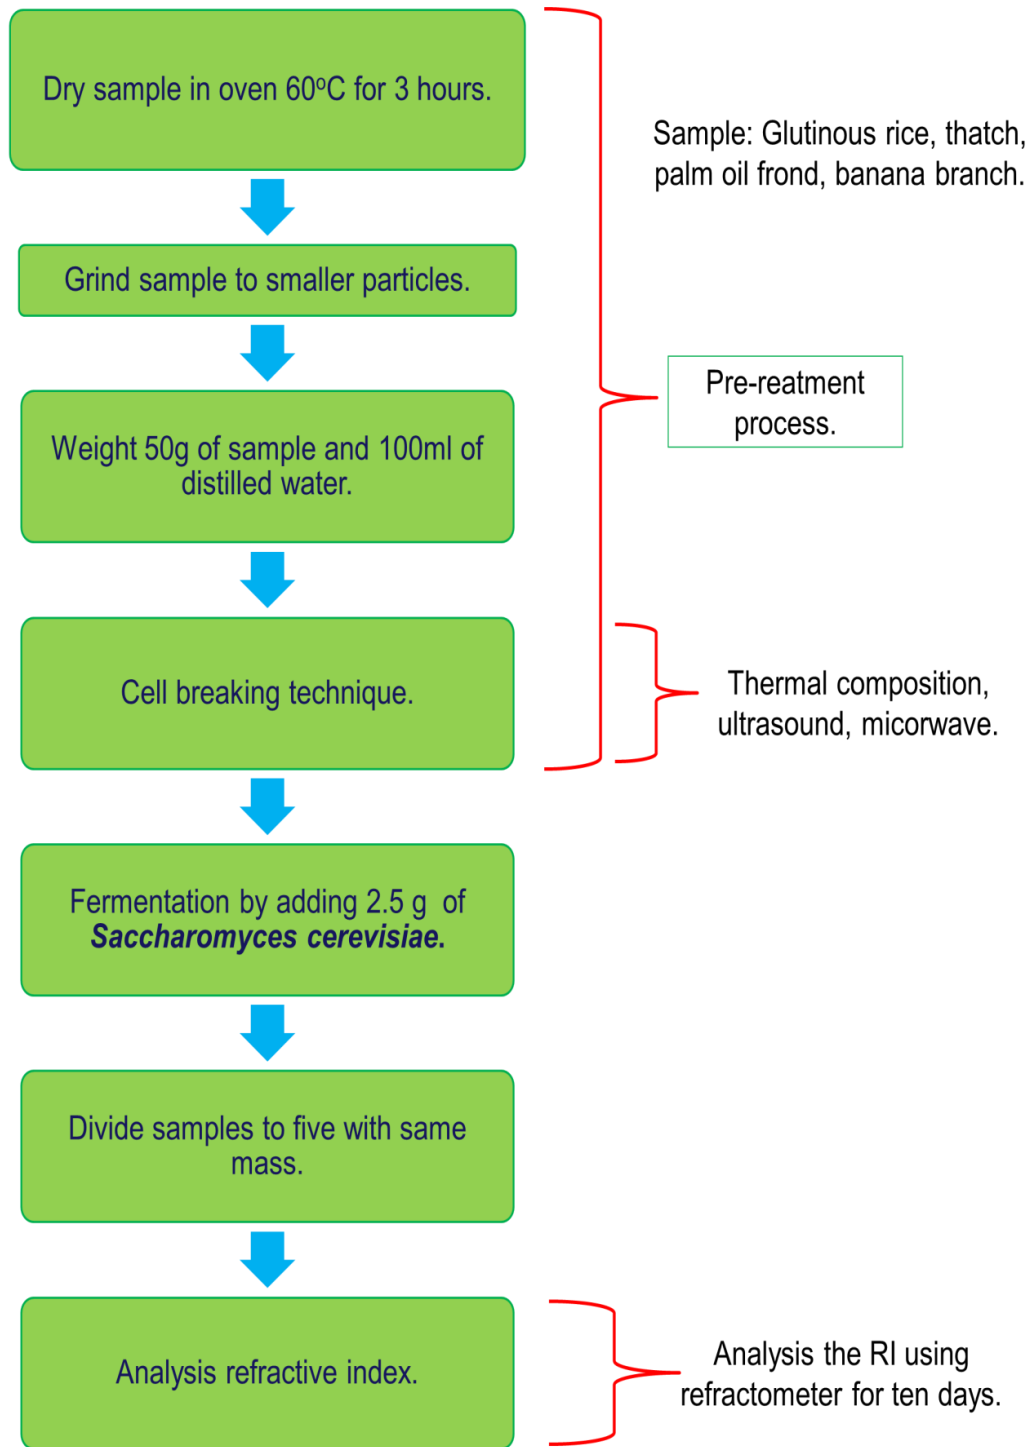 Dry sample in oven 60ºC for 3 hours.
Sample: Glutinous rice, thatch,
palm oil frond, banana branch.
Grind sample to smaller particles.
Pre-reatment
process.
Weight 50g of sample and 100ml of
distilled water.
Cell breaking technique.
Thermal composition,
ultrasound, micorwave.
Fermentation by adding 2.5 g  of
Saccharomyces cerevisiae.
Divide samples to five with same
mass.
Analysis refractive index.
Analysis the RI using
refractometer for ten days.